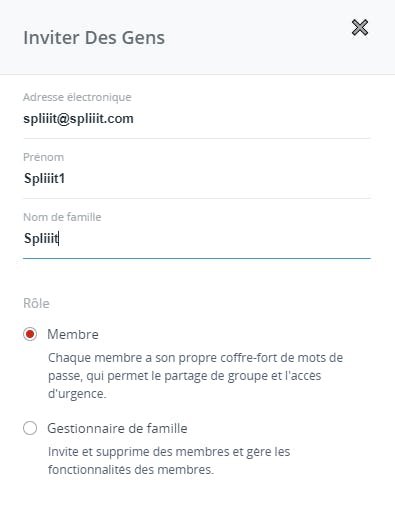 Inviter Des Gens
Adresse électronique
spliiit@spliiit.com
Prénom
Spliiit1
Nom de famille
Spliiit
Rôle
Membre
Chaque membre a son propre coffre-fort de mots de
passe, qui permet le partage de groupe et l'accès
d'urgence.
Gestionnaire de famille
Invite et supprime des membres et gère les
fonctionnalités des membres.